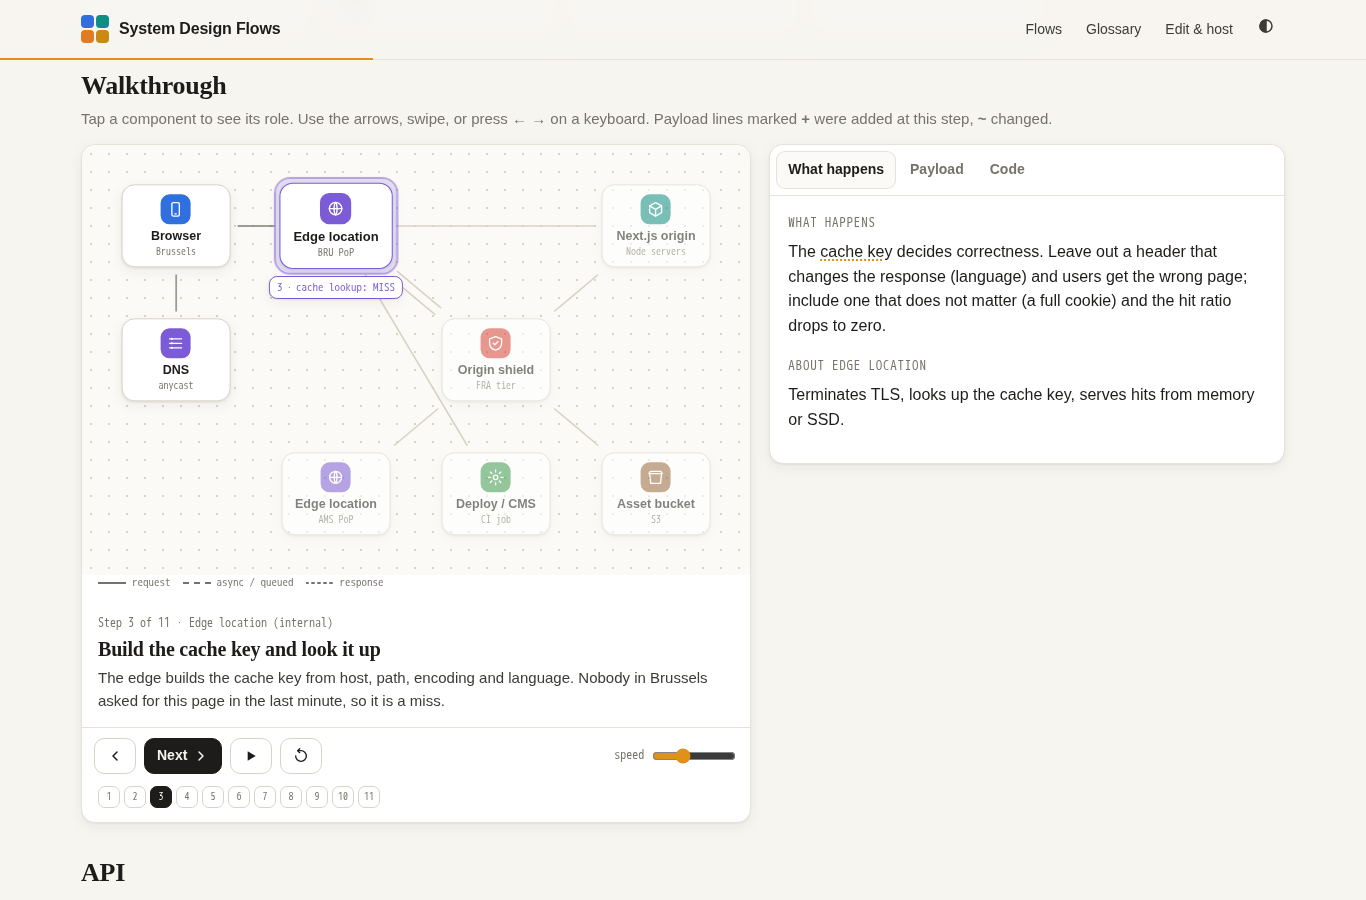 System Design Flows
Flows
Glossary
Edit & host
Walkthrough
Tap a component to see its role. Use the arrows, swipe, or press ← → on a keyboard. Payload lines marked + were added at this step, ~ changed.
Browser
Brussels
Edge location
BRU PoP
3 · cache lookup: MISS
Next.js origin
Node servers
DNS
anycast
Origin shield
FRA tier
Edge location
AMS PoP
Deploy / CMS
CI job
Asset bucket
S3
request
async / queued
response
Step 3 of 11 · Edge location (internal)
Build the cache key and look it up
The edge builds the cache key from host, path, encoding and language. Nobody in Brussels
asked for this page in the last minute, so it is a miss.
Next
speed
1 2 3 4 5 6 7 8 9 10 11
What happens
Payload
Code
WHAT HAPPENS
The cache key decides correctness. Leave out a header that
changes the response (language) and users get the wrong page;
include one that does not matter (a full cookie) and the hit ratio
drops to zero.
ABOUT EDGE LOCATION
Terminates TLS, looks up the cache key, serves hits from memory
or SSD.
API